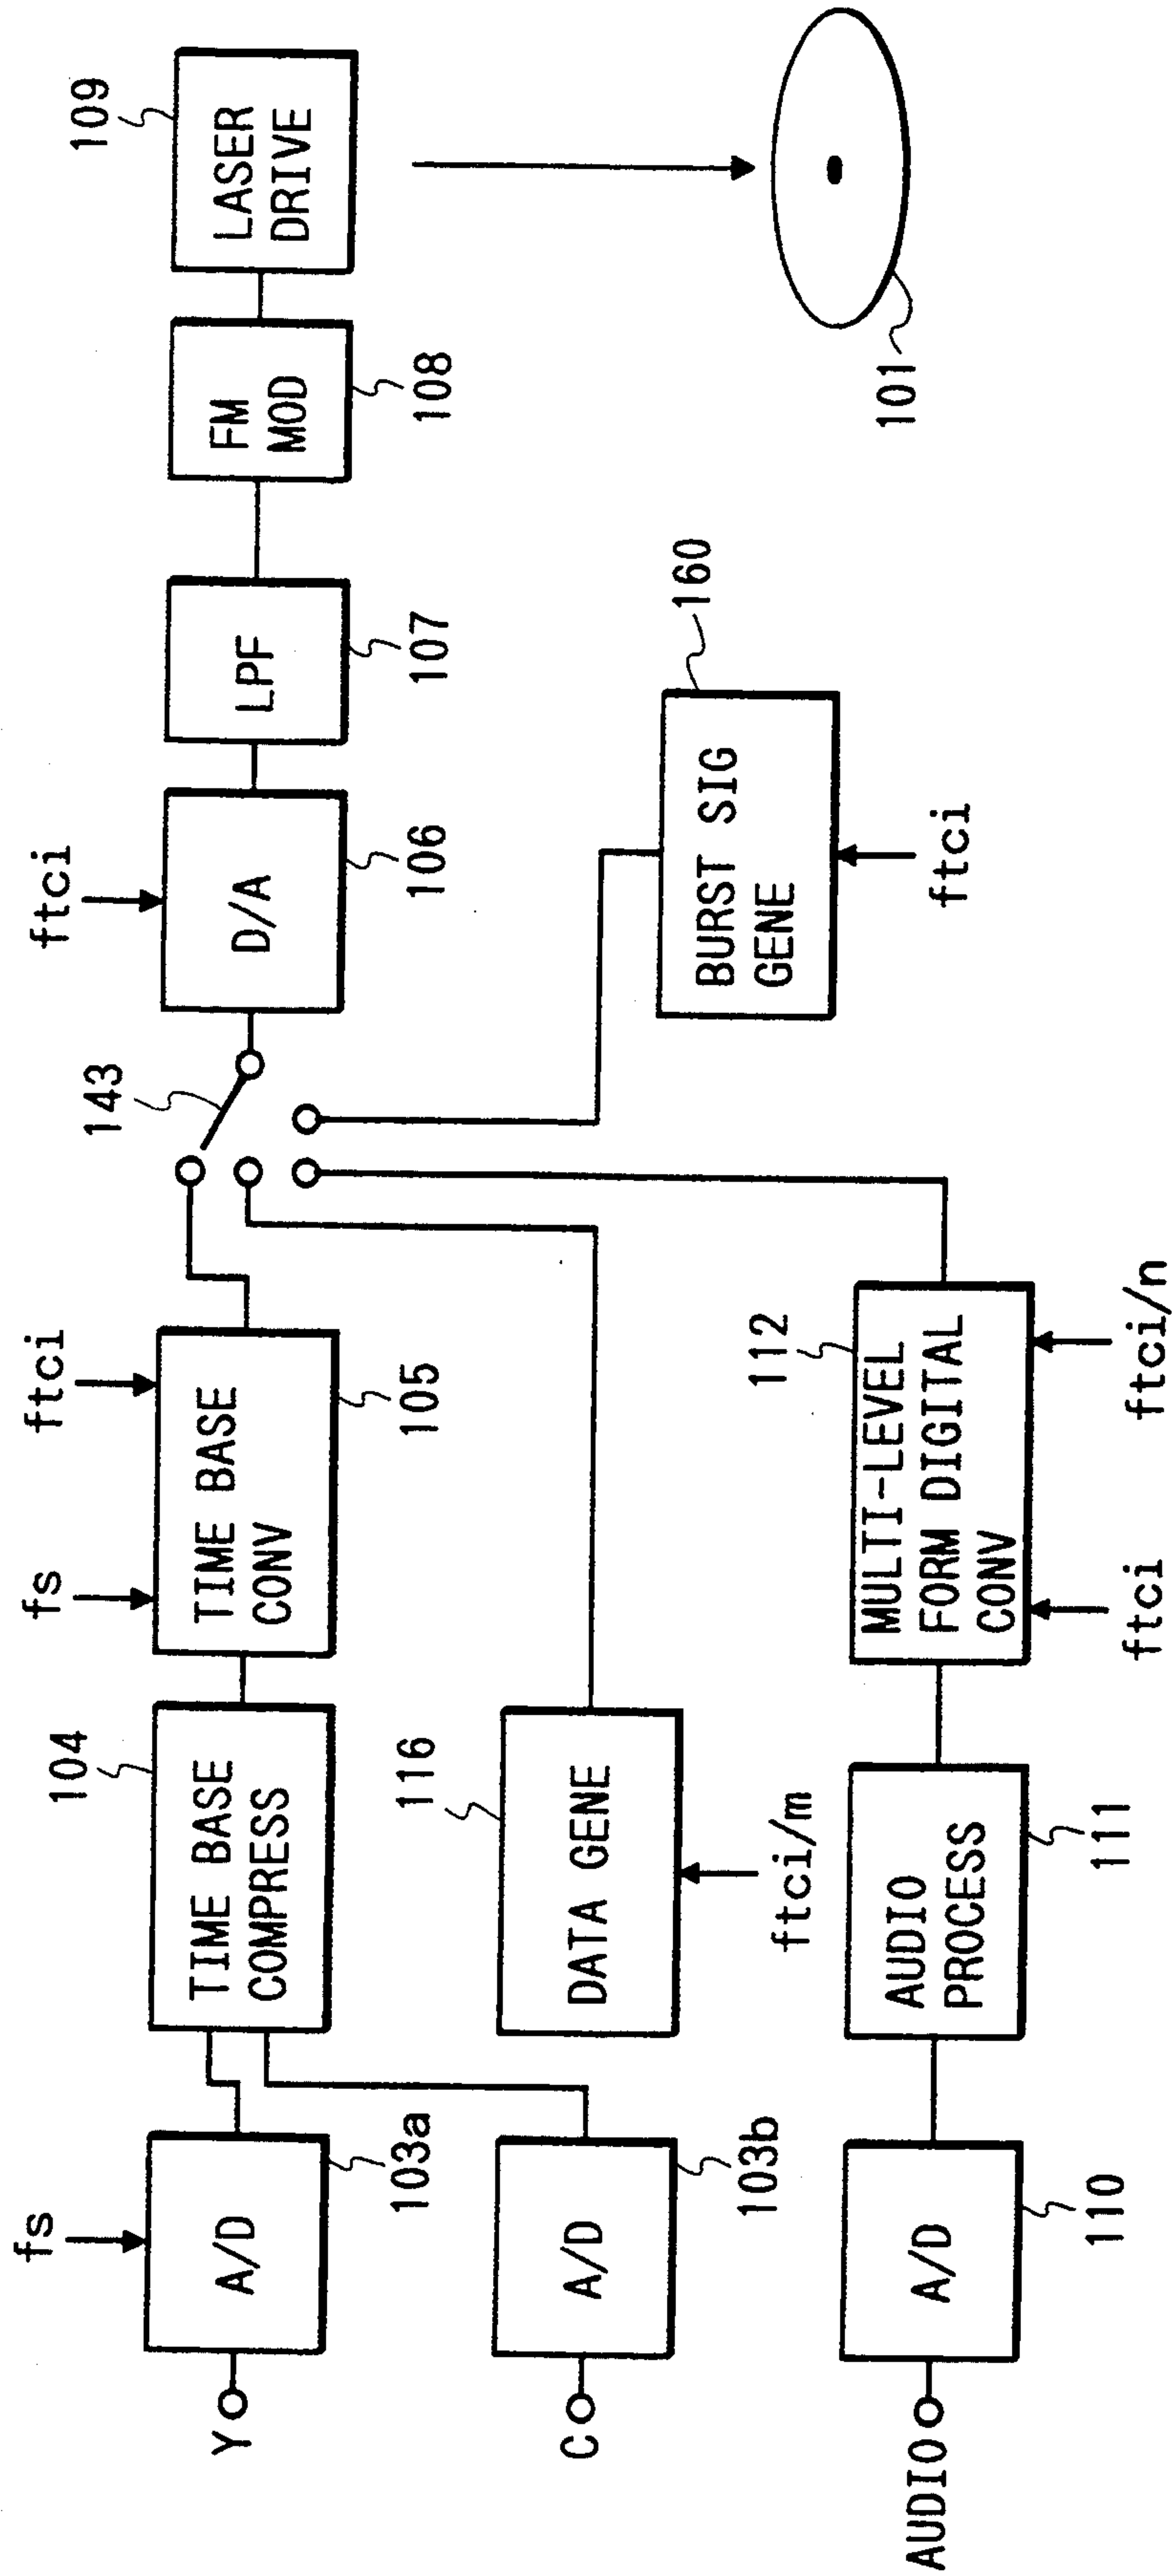 fs
fs
ftci
ftci
Y
A/D
103a
TIME BASE
COMPRESS
104
TIME BASE
CONV
105
143
D/A
106
LPF
107
FM
MOD
108
LASER
DRIVE
109
C
A/D
103b
DATA GENE
116
ftci/m
BURST SIG
GENE
160
ftci
101
AUDIO
A/D
110
AUDIO
PROCESS
111
MULTI-LEVEL
FORM DIGITAL
CONV
112
ftci
ftci/n